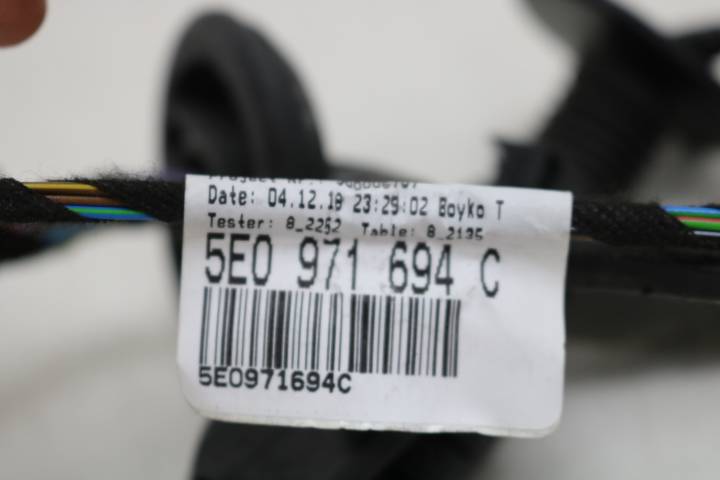 Date: 04.12.18 23:29:02 Boyko T
Tester: 8_2252 Table: 8_2135
5E0 971 694 C
5E0971694C